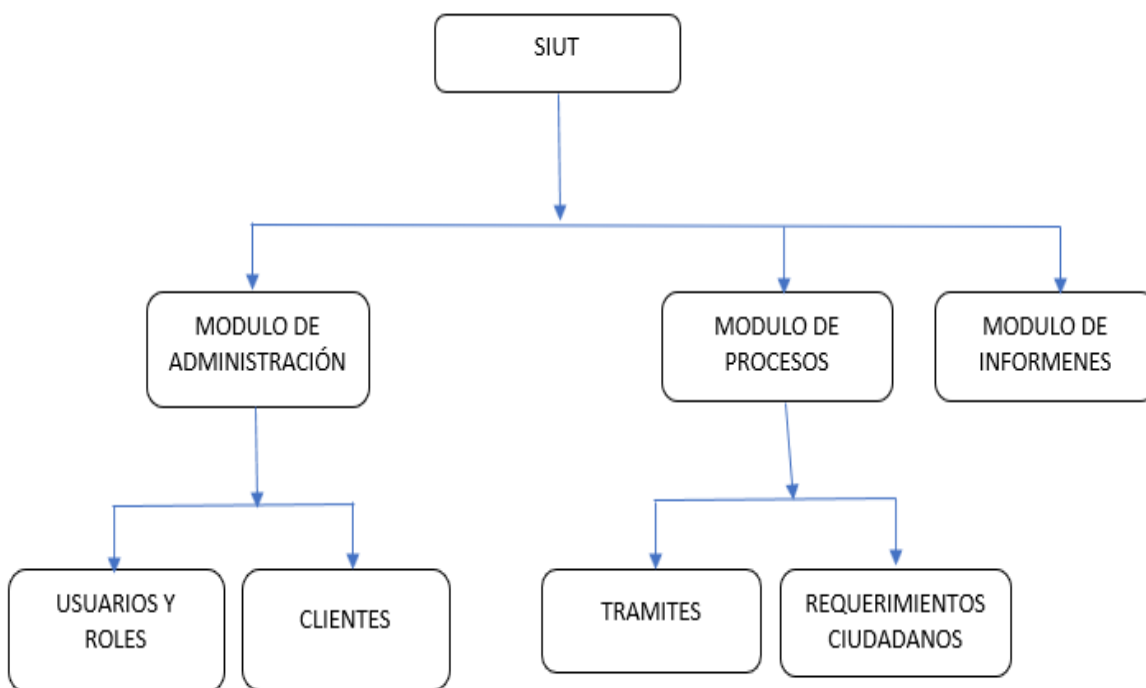 SIUT
MODULO DE
ADMINISTRACIÓN
MODULO DE
PROCESOS
MODULO DE
INFORMENES
USUARIOS Y
ROLES
CLIENTES
TRAMITES
REQUERIMIENTOS
CIUDADANOS